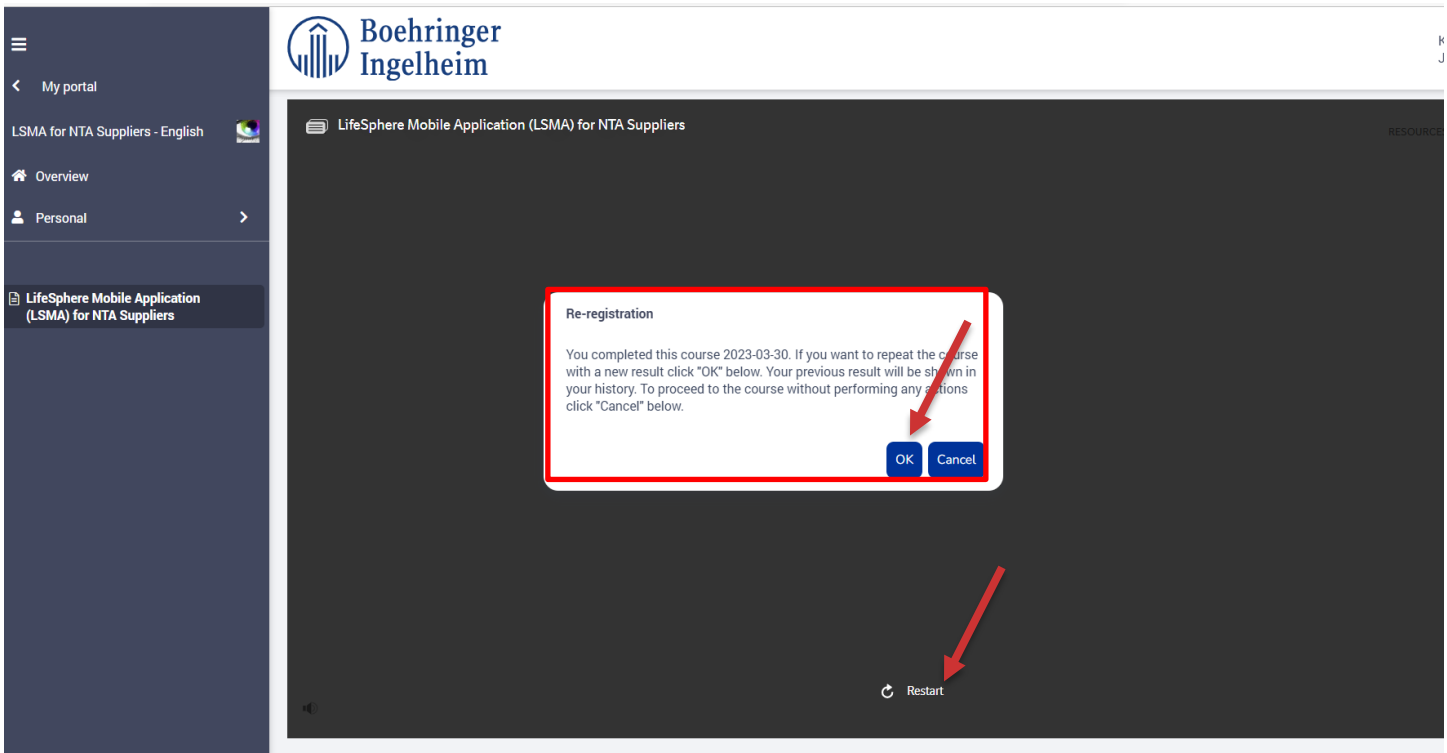 Boehringer
Ingelheim
K
J
My portal
LSMA for NTA Suppliers - English
Overview
Personal
LifeSphere Mobile Application
(LSMA) for NTA Suppliers
LifeSphere Mobile Application (LSMA) for NTA Suppliers
RESOURCES
Re-registration
You completed this course 2023-03-30. If you want to repeat the course
with a new result click "OK" below. Your previous result will be shown in
your history. To proceed to the course without performing any actions
click "Cancel" below.
OK Cancel
Restart